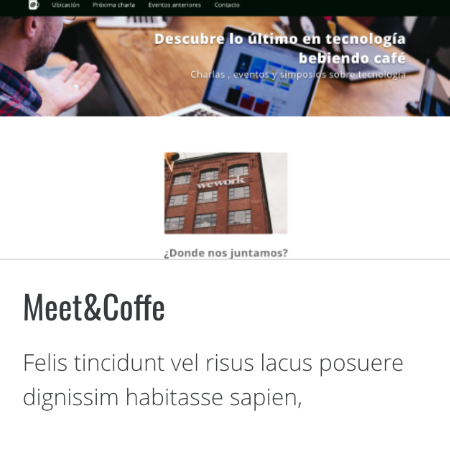 Ubicación Próxima charla Eventos anteriores Contacto
Descubre lo último en tecnología
bebiendo café
Charlas , eventos y simposios sobre tecnología
wework
¿Donde nos juntamos?
Meet&Coffe
Felis tincidunt vel risus lacus posuere
dignissim habitasse sapien,